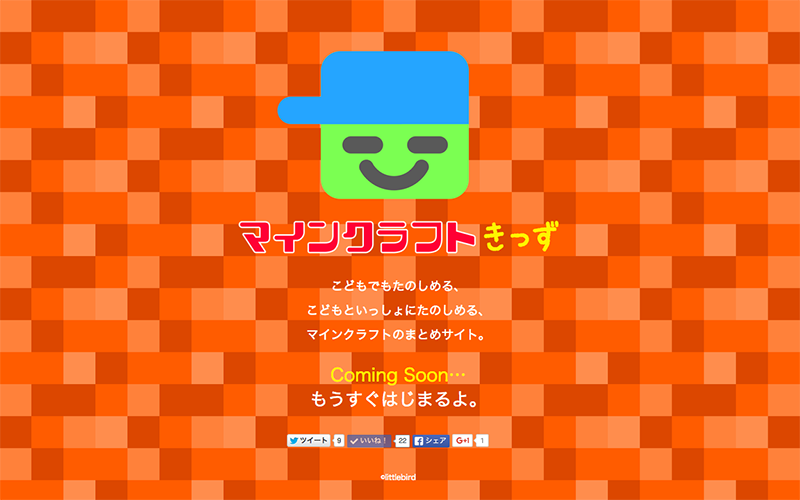 マインクラフトきっず
こどもでもたのしめる、
こどもといっしょにたのしめる、
マインクラフトのまとめサイト。
Coming Soon…
もうすぐはじまるよ。
ツイート 9 いいね！ 22 シェア G+1 1
©littlebird